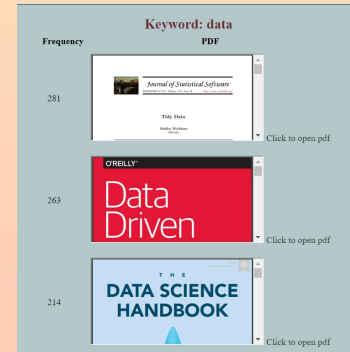 Keyword: data
Frequency PDF
Journal of Statistical Software
Tidy Data
Hadley Wickham
281
Click to open pdf
O'REILLY®
Data
Driven
263
Click to open pdf
THE
DATA SCIENCE
HANDBOOK
214
Click to open pdf